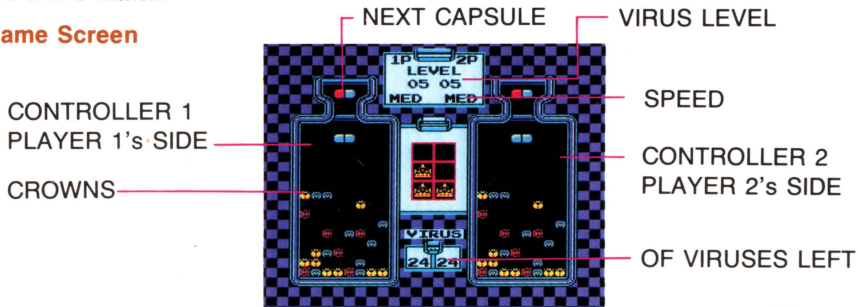 ame Screen
NEXT CAPSULE
VIRUS LEVEL
1P 2P
LEVEL
05 05
MED MED
SPEED
CONTROLLER 1
PLAYER 1's SIDE
CONTROLLER 2
PLAYER 2's SIDE
CROWNS
VIRUS
24 24
OF VIRUSES LEFT